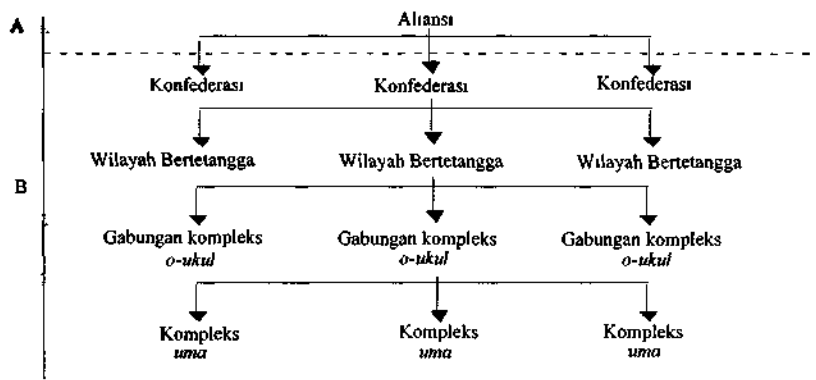 A Aliansi
Konfederasi Konfederasi Konfederasi
Wilayah Bertetangga Wilayah Bertetangga Wilayah Bertetangga
B
Gabungan kompleks Gabungan kompleks Gabungan kompleks
o-ukul o-ukul o-ukul
Kompleks Kompleks Kompleks
uma uma uma